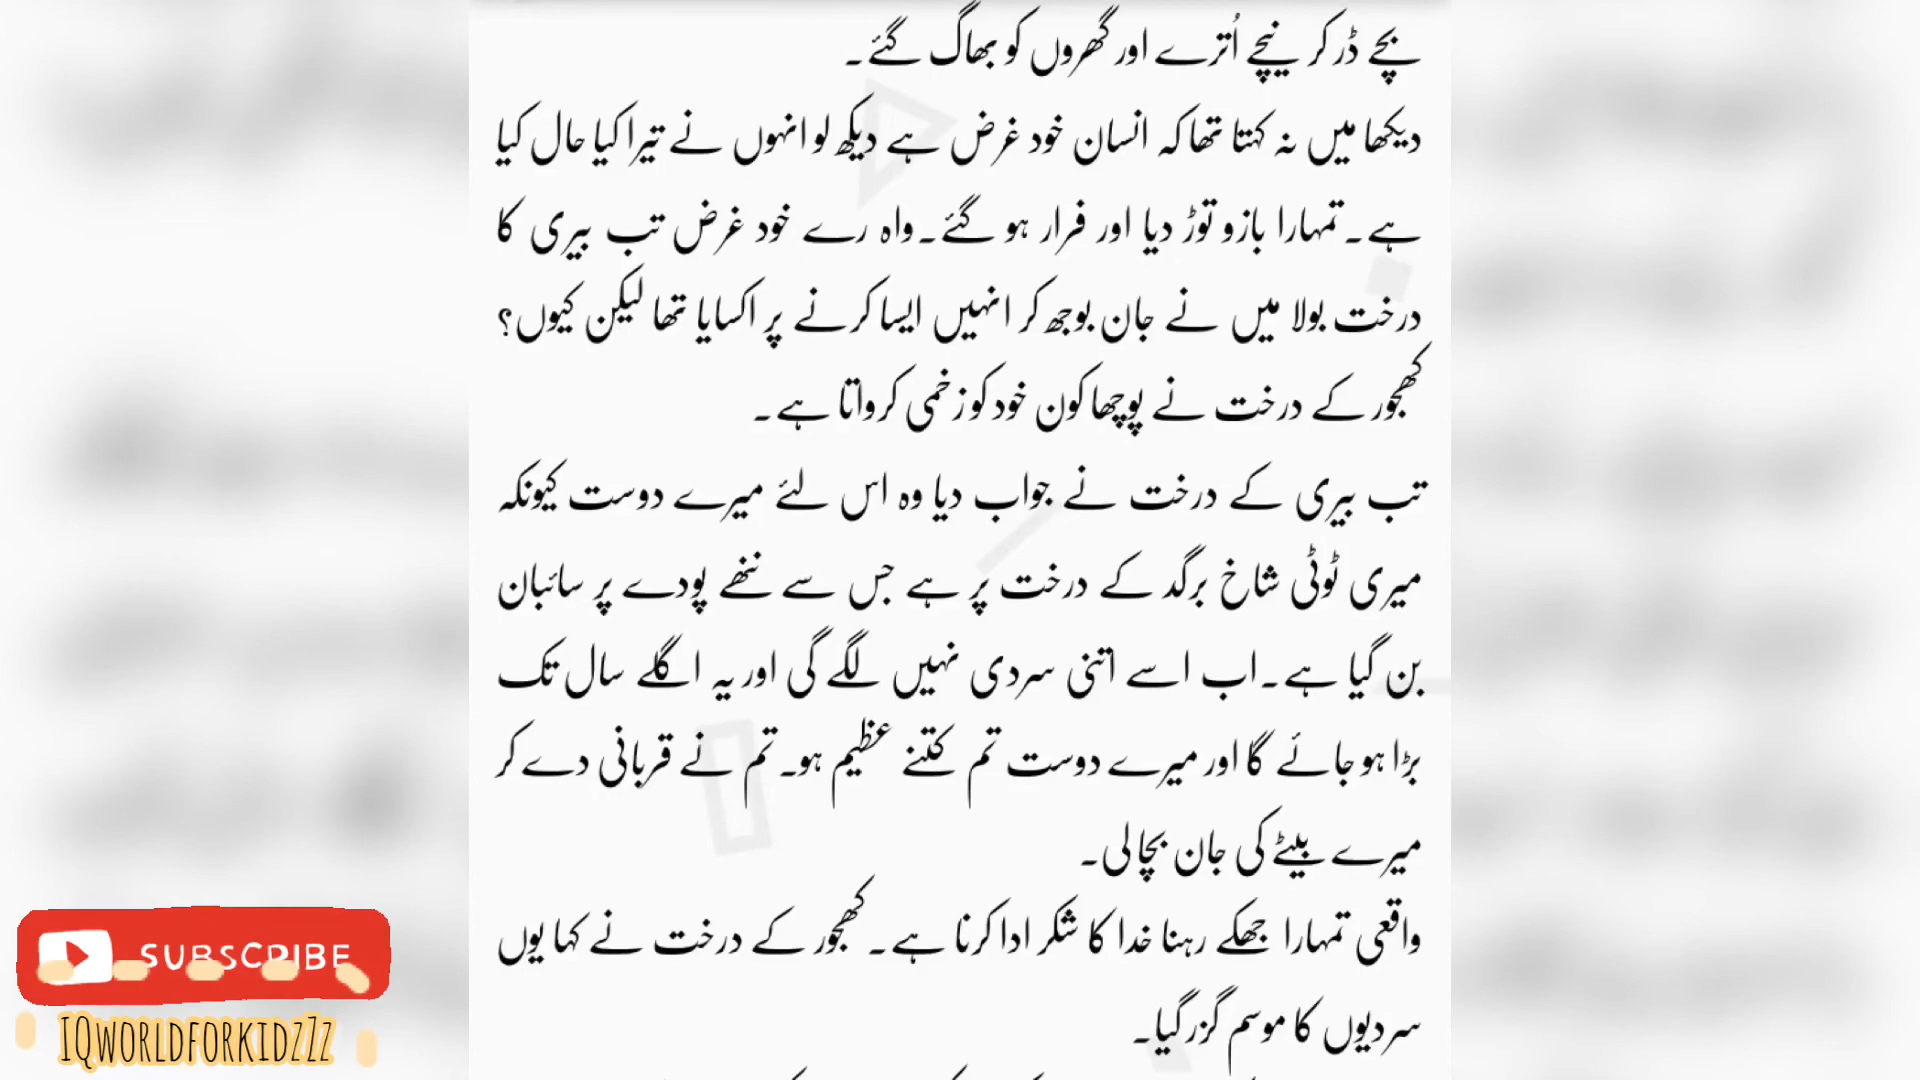 بچے ڈر کر نیچے اُترے اور گھروں کو بھاگ گئے۔
دیکھا میں نہ کہتا تھا کہ انسان خود غرض ہے دیکھ لو انہوں نے تیرا کیا حال کیا
ہے۔ تمہارا بازو توڑ دیا اور فرار ہو گئے۔واہ رے خود غرض تب بیری کا
درخت بولا میں نے جان بوجھ کر انہیں ایسا کرنے پر اکسایا تھا لیکن کیوں؟
کھجور کے درخت نے پوچھا کون خود کو زخمی کرواتا ہے۔
تب بیری کے درخت نے جواب دیا وہ اس لئے میرے دوست کیونکہ
میری ٹوٹی شاخ برگد کے درخت پر ہے جس سے ننھے پودے پر سائبان
بن گیا ہے۔اب اسے اتنی سردی نہیں لگے گی اور یہ اگلے سال تک
بڑا ہو جائے گا اور میرے دوست تم کتنے عظیم ہو۔تم نے قربانی دے کر
میرے بیٹے کی جان بچا لی۔
واقعی تمہارا جھکے رہنا خدا کا شکر ادا کرنا ہے۔ کھجور کے درخت نے کہا یوں
سردیوں کا موسم گزر گیا۔
SUBSCRIBE
IQWORLDFORKIDZZZ